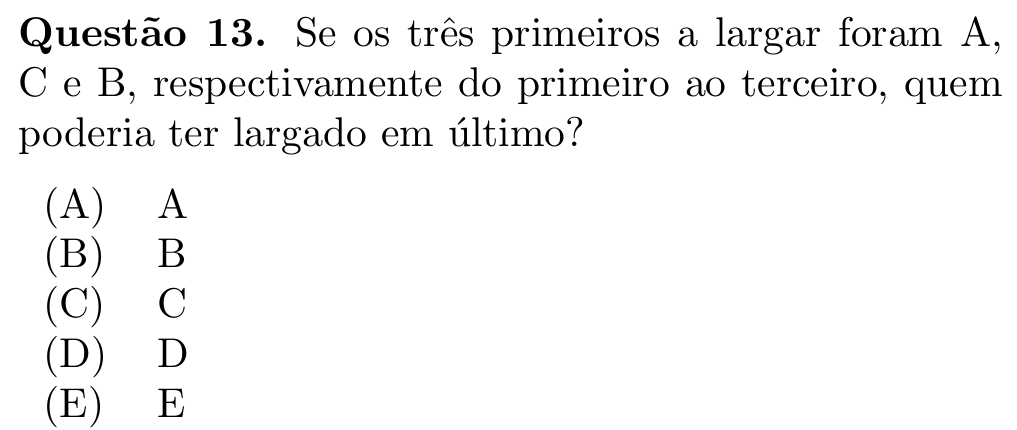 Questão 13. Se os três primeiros a largar foram A,
C e B, respectivamente do primeiro ao terceiro, quem
poderia ter largado em último?
(A) A
(B) B
(C) C
(D) D
(E) E